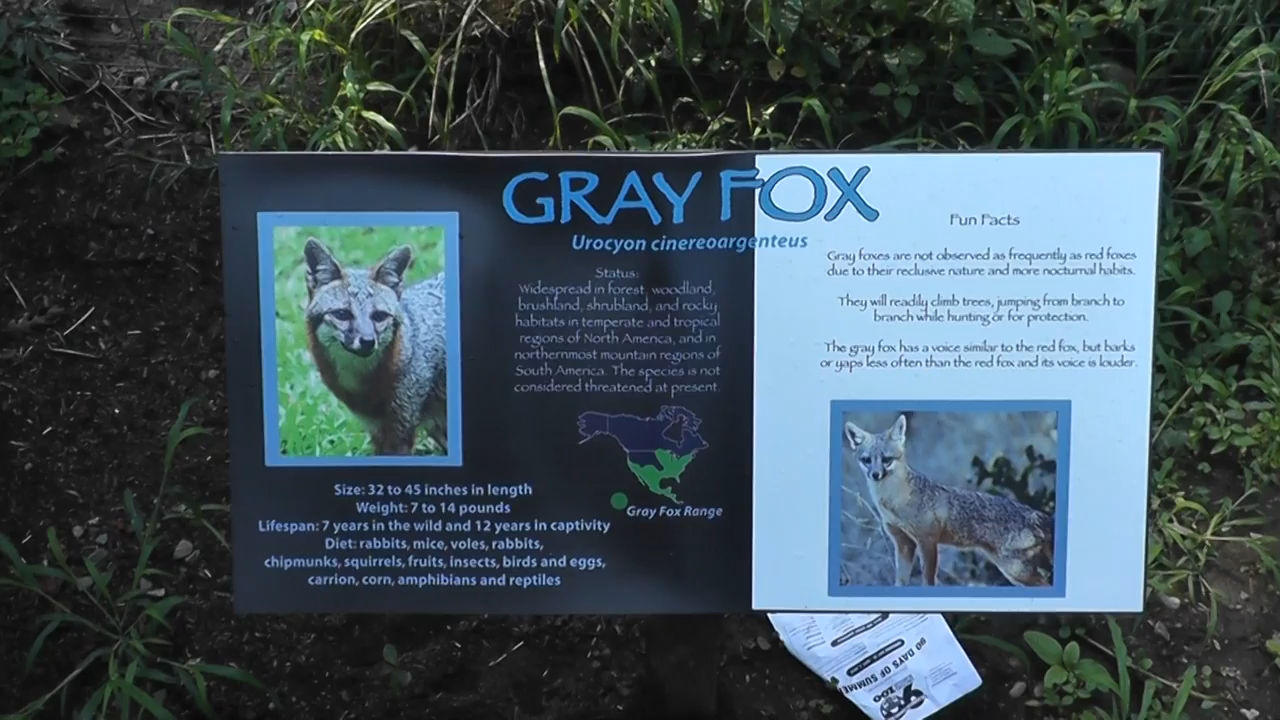 GRAY FOX
Urocyon cinereoargenteus
Status:
Widespread in forest, woodland,
brushland, shrubland, and rocky
habitats in temperate and tropical
regions of North America, and in
northernmost mountain regions of
South America. The species is not
considered threatened at present.
Gray Fox Range
Size: 32 to 45 inches in length
Weight: 7 to 14 pounds
Lifespan: 7 years in the wild and 12 years in captivity
Diet: rabbits, mice, voles, rabbits,
chipmunks, squirrels, fruits, insects, birds and eggs,
carrion, corn, amphibians and reptiles
Fun Facts
Gray foxes are not observed as frequently as red foxes
due to their reclusive nature and more nocturnal habits.
They will readily climb trees, jumping from branch to
branch while hunting or for protection.
The gray fox has a voice similar to the red fox, but barks
or yaps less often than the red fox and its voice is louder.
90 DAYS OF SUMMER
ZOO